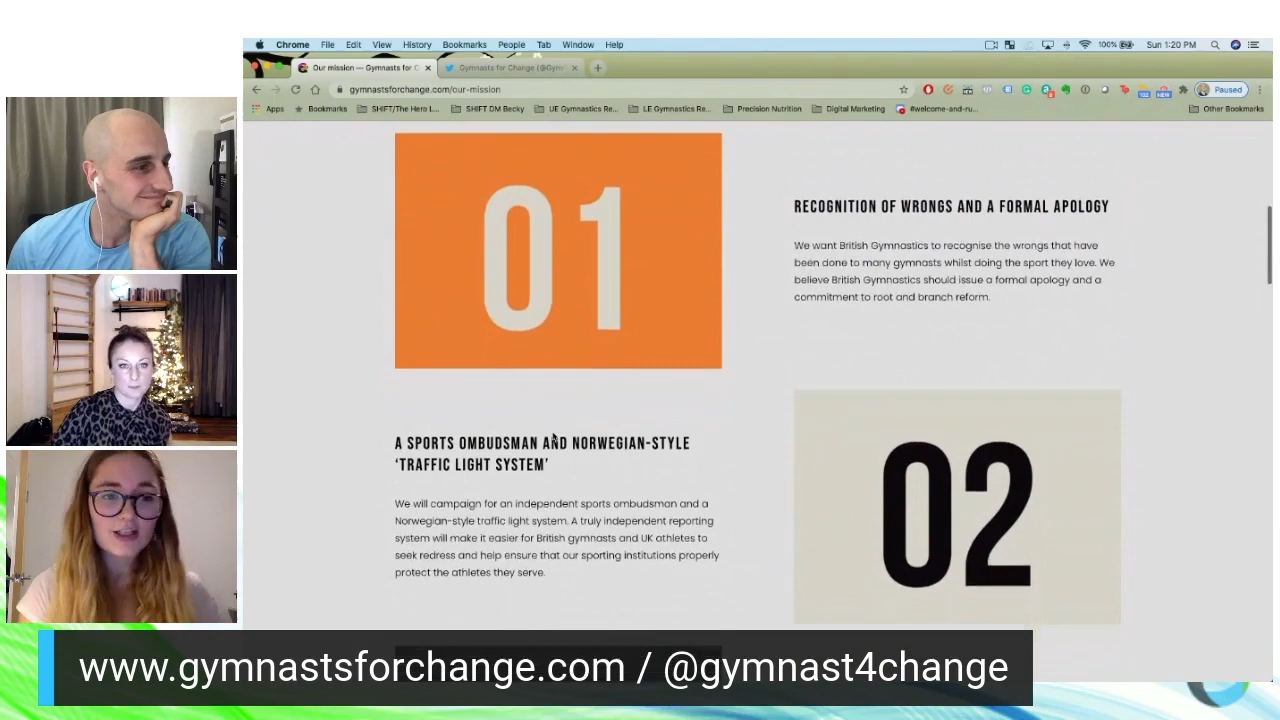 Chrome File Edit View History Bookmarks People Tab Window Help
100% Sun 1:20 PM
Our mission — Gymnasts for C
Gymnasts for Change (@Gym
gymnastsforchange.com/our-mission
Paused
Apps Bookmarks SHIFT/The Hero L... SHIFT DM Becky UE Gymnastics Re... LE Gymnastics Re... Precision Nutrition Digital Marketing #welcome-and-ru... Other Bookmarks
01
RECOGNITION OF WRONGS AND A FORMAL APOLOGY
We want British Gymnastics to recognise the wrongs that have
been done to many gymnasts whilst doing the sport they love. We
believe British Gymnastics should issue a formal apology and a
commitment to root and branch reform.
A SPORTS OMBUDSMAN AND NORWEGIAN-STYLE
‘TRAFFIC LIGHT SYSTEM’
We will campaign for an independent sports ombudsman and a
Norwegian-style traffic light system. A truly independent reporting
system will make it easier for British gymnasts and UK athletes to
seek redress and help ensure that our sporting institutions properly
protect the athletes they serve.
02
www.gymnastsforchange.com / @gymnast4change